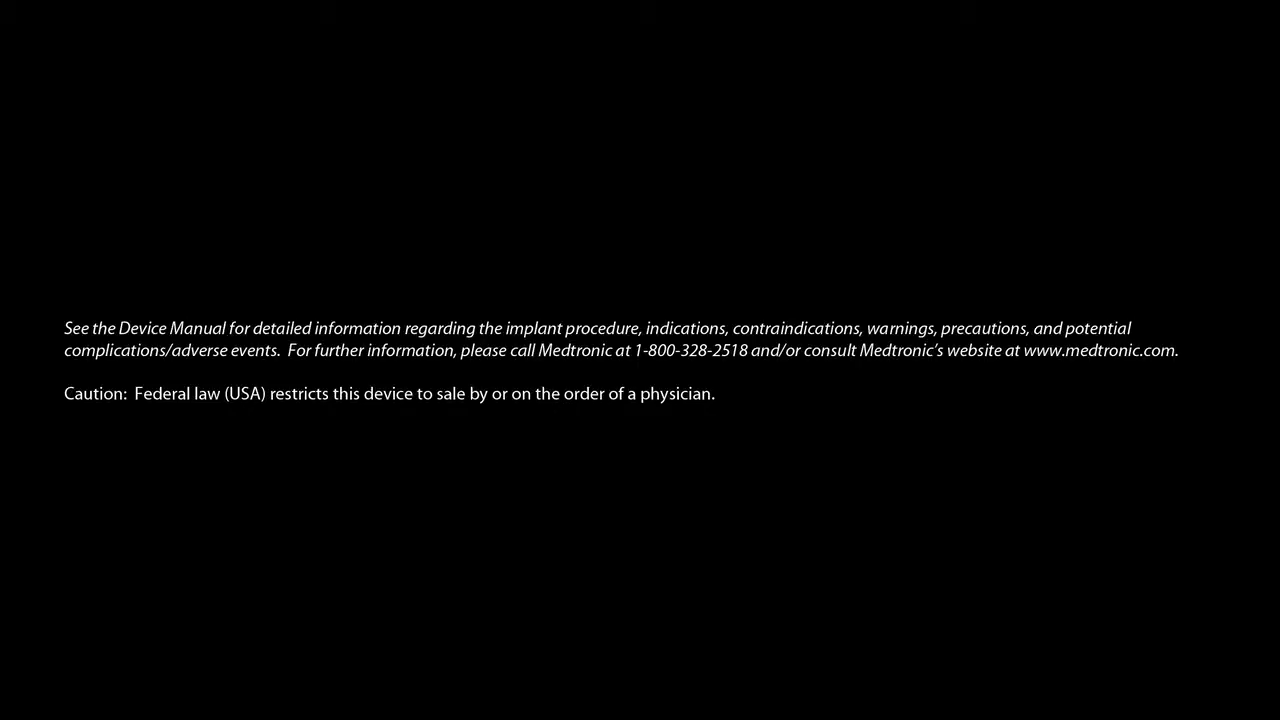 See the Device Manual for detailed information regarding the implant procedure, indications, contraindications, warnings, precautions, and potential
complications/adverse events.  For further information, please call Medtronic at 1-800-328-2518 and/or consult Medtronic’s website at www.medtronic.com.
Caution:  Federal law (USA) restricts this device to sale by or on the order of a physician.